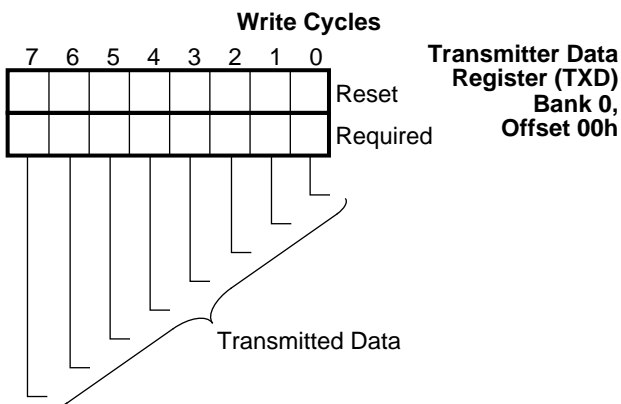 Write Cycles
7 6 5 4 3 2 1 0
Reset
Required
Transmitter Data
Register (TXD)
Bank 0,
Offset 00h
Transmitted Data